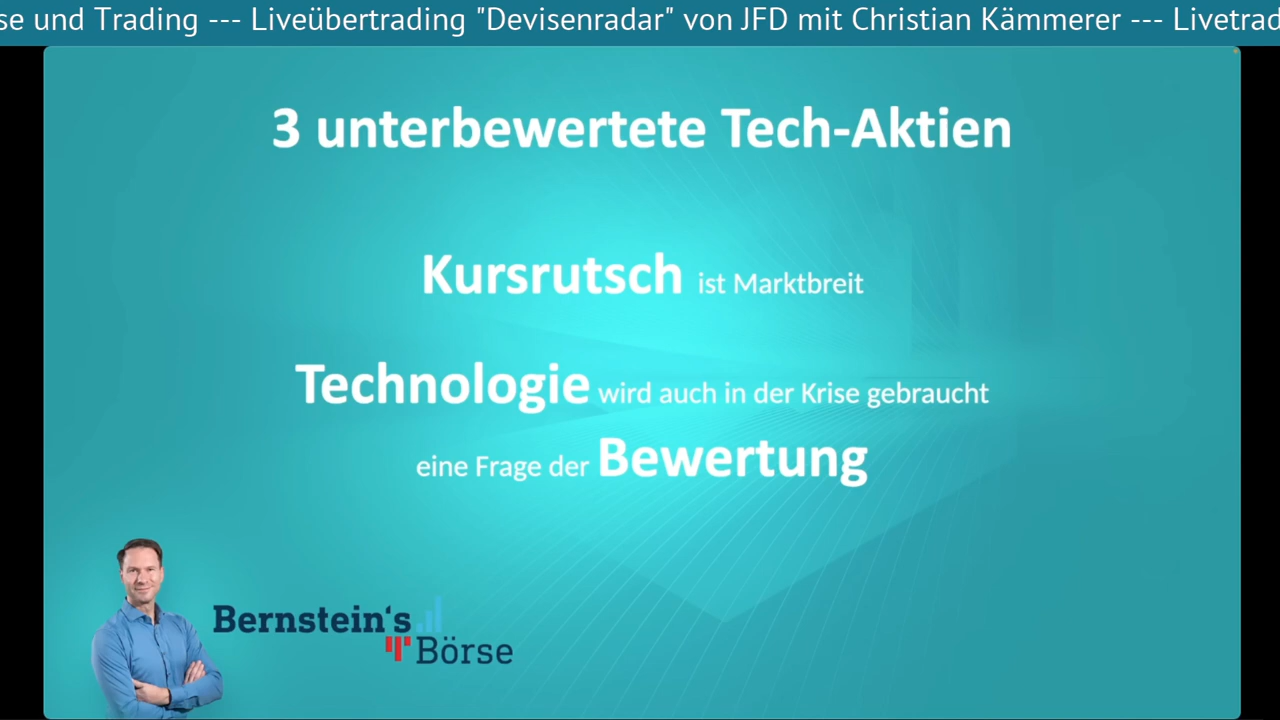 se und Trading --- Liveübertrading "Devisenradar" von JFD mit Christian Kämmerer --- Livetrad
3 unterbewertete Tech-Aktien
Kursrutsch ist Marktbreit
Technologie wird auch in der Krise gebraucht
eine Frage der Bewertung
Bernstein's
Börse